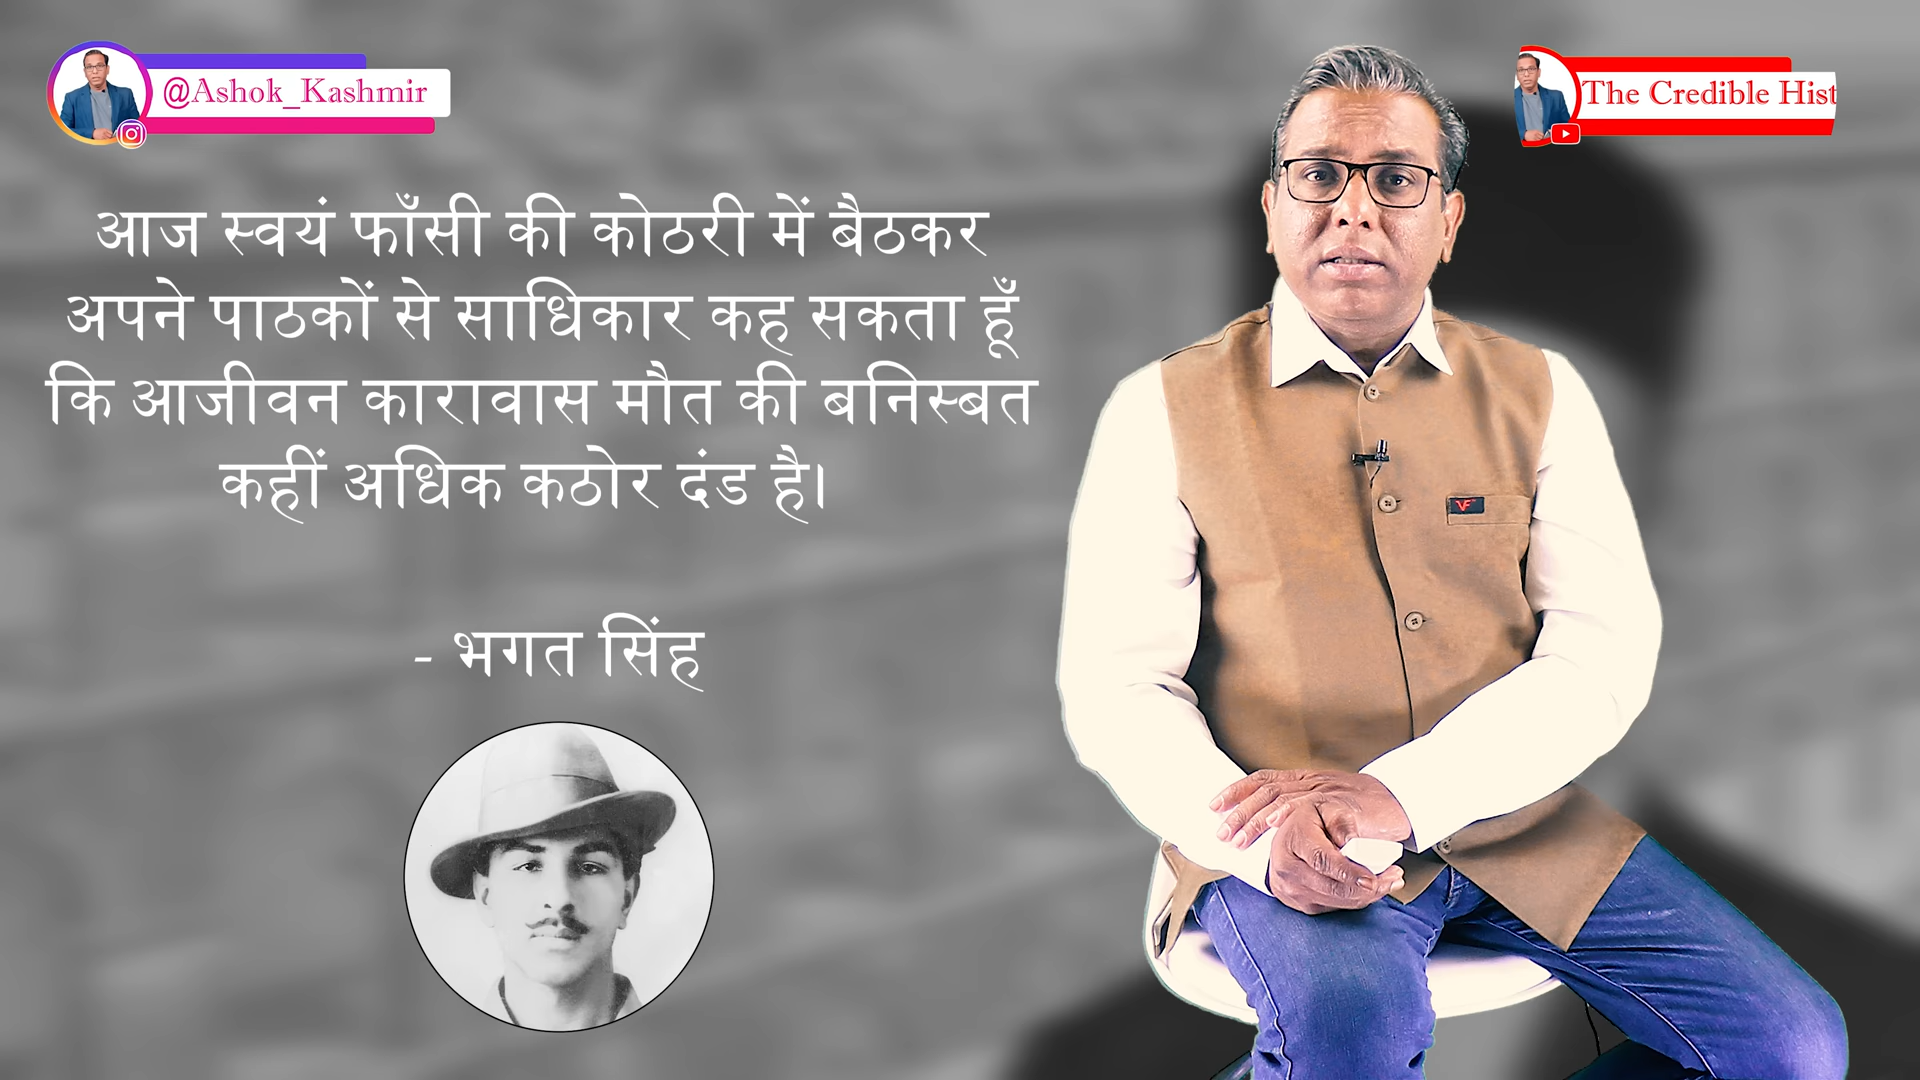 @Ashok_Kashmir
The Credible Hist
आज स्वयं फाँसी की कोठरी में बैठकर
अपने पाठकों से साधिकार कह सकता हूँ
कि आजीवन कारावास मौत की बनिस्बत
कहीं अधिक कठोर दंड है।
- भगत सिंह
VF